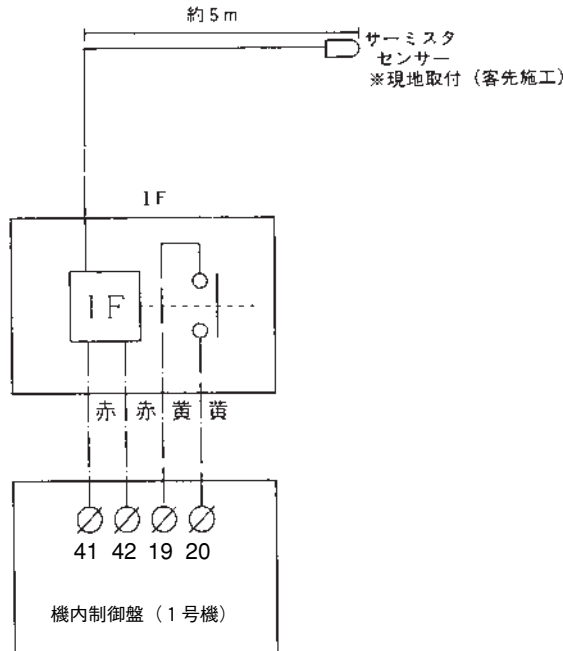 約5m
サーミスタ
センサー
※現地取付(客先施工)
IF
IF
赤 赤 黄 黄
41 42 19 20
機内制御盤(1号機)